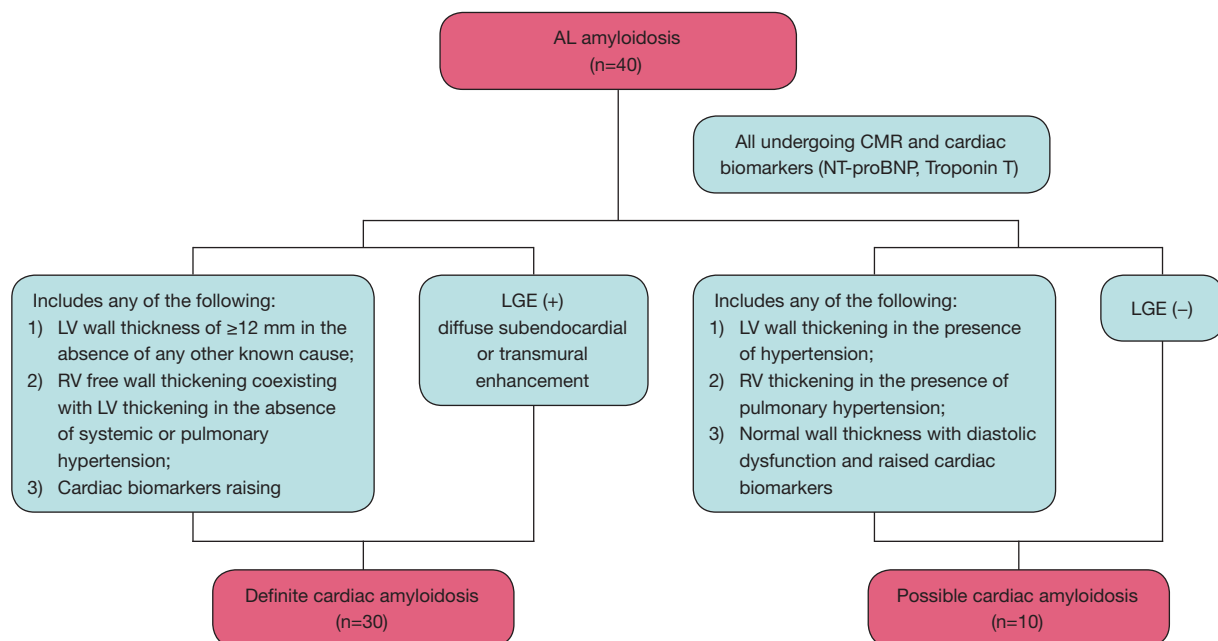 AL amyloidosis
(n=40)
All undergoing CMR and cardiac
biomarkers (NT-proBNP, Troponin T)
Includes any of the following:
1) LV wall thickness of ≥12 mm in the
absence of any other known cause;
2) RV free wall thickening coexisting
with LV thickening in the absence
of systemic or pulmonary
hypertension;
3) Cardiac biomarkers raising
LGE (+)
diffuse subendocardial
or transmural
enhancement
Includes any of the following:
1) LV wall thickening in the presence
of hypertension;
2) RV thickening in the presence of
pulmonary hypertension;
3) Normal wall thickness with diastolic
dysfunction and raised cardiac
biomarkers
LGE (–)
Definite cardiac amyloidosis
(n=30)
Possible cardiac amyloidosis
(n=10)